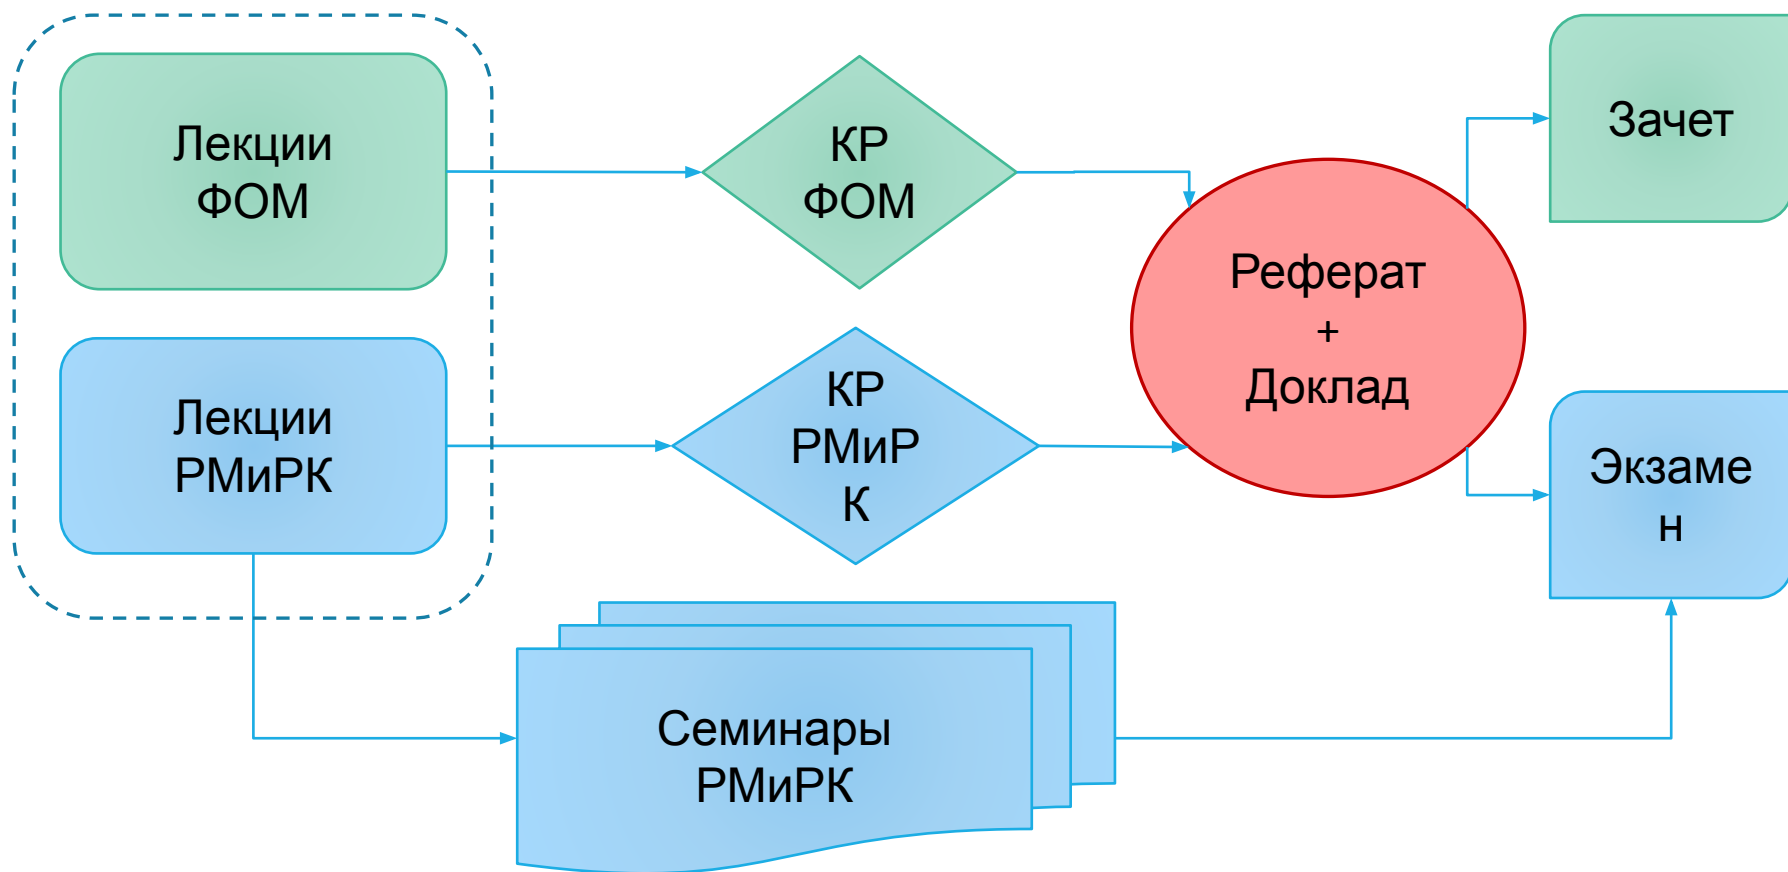 Лекции
ФОМ
КР
ФОМ
Зачет
Реферат
+
Доклад
Лекции
РМиРК
КР
РМиР
К
Экзаме
н
Семинары
РМиРК